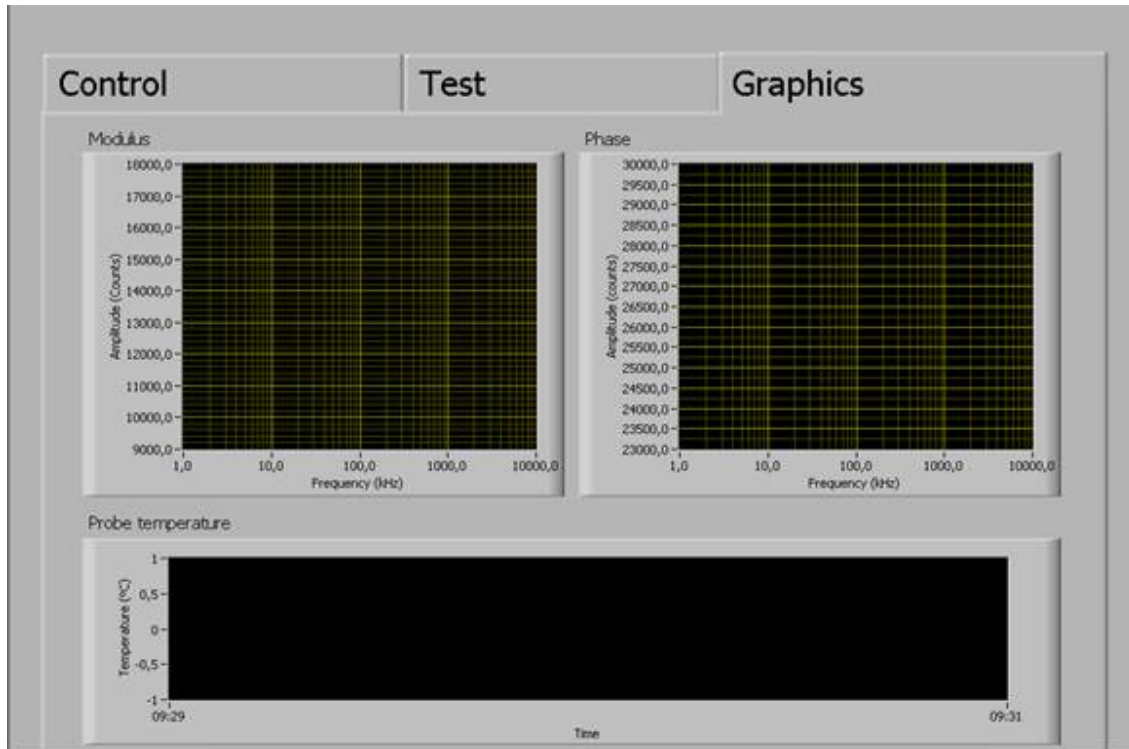 Control Test Graphics
Modulus Phase
18000,0
17000,0
16000,0
15000,0
14000,0
13000,0
12000,0
11000,0
10000,0
9000,0
Amplitude (Counts)
1,0 10,0 100,0 1000,0 10000,0
Frequency (kHz)
30000,0
29500,0
29000,0
28500,0
28000,0
27500,0
27000,0
26500,0
26000,0
25500,0
25000,0
24500,0
24000,0
23500,0
23000,0
Amplitude (counts)
1,0 10,0 100,0 1000,0 10000,0
Frequency (kHz)
Probe temperature
1
0,5
0
-0,5
-1
Temperature (ºC)
09:29 09:31
Time